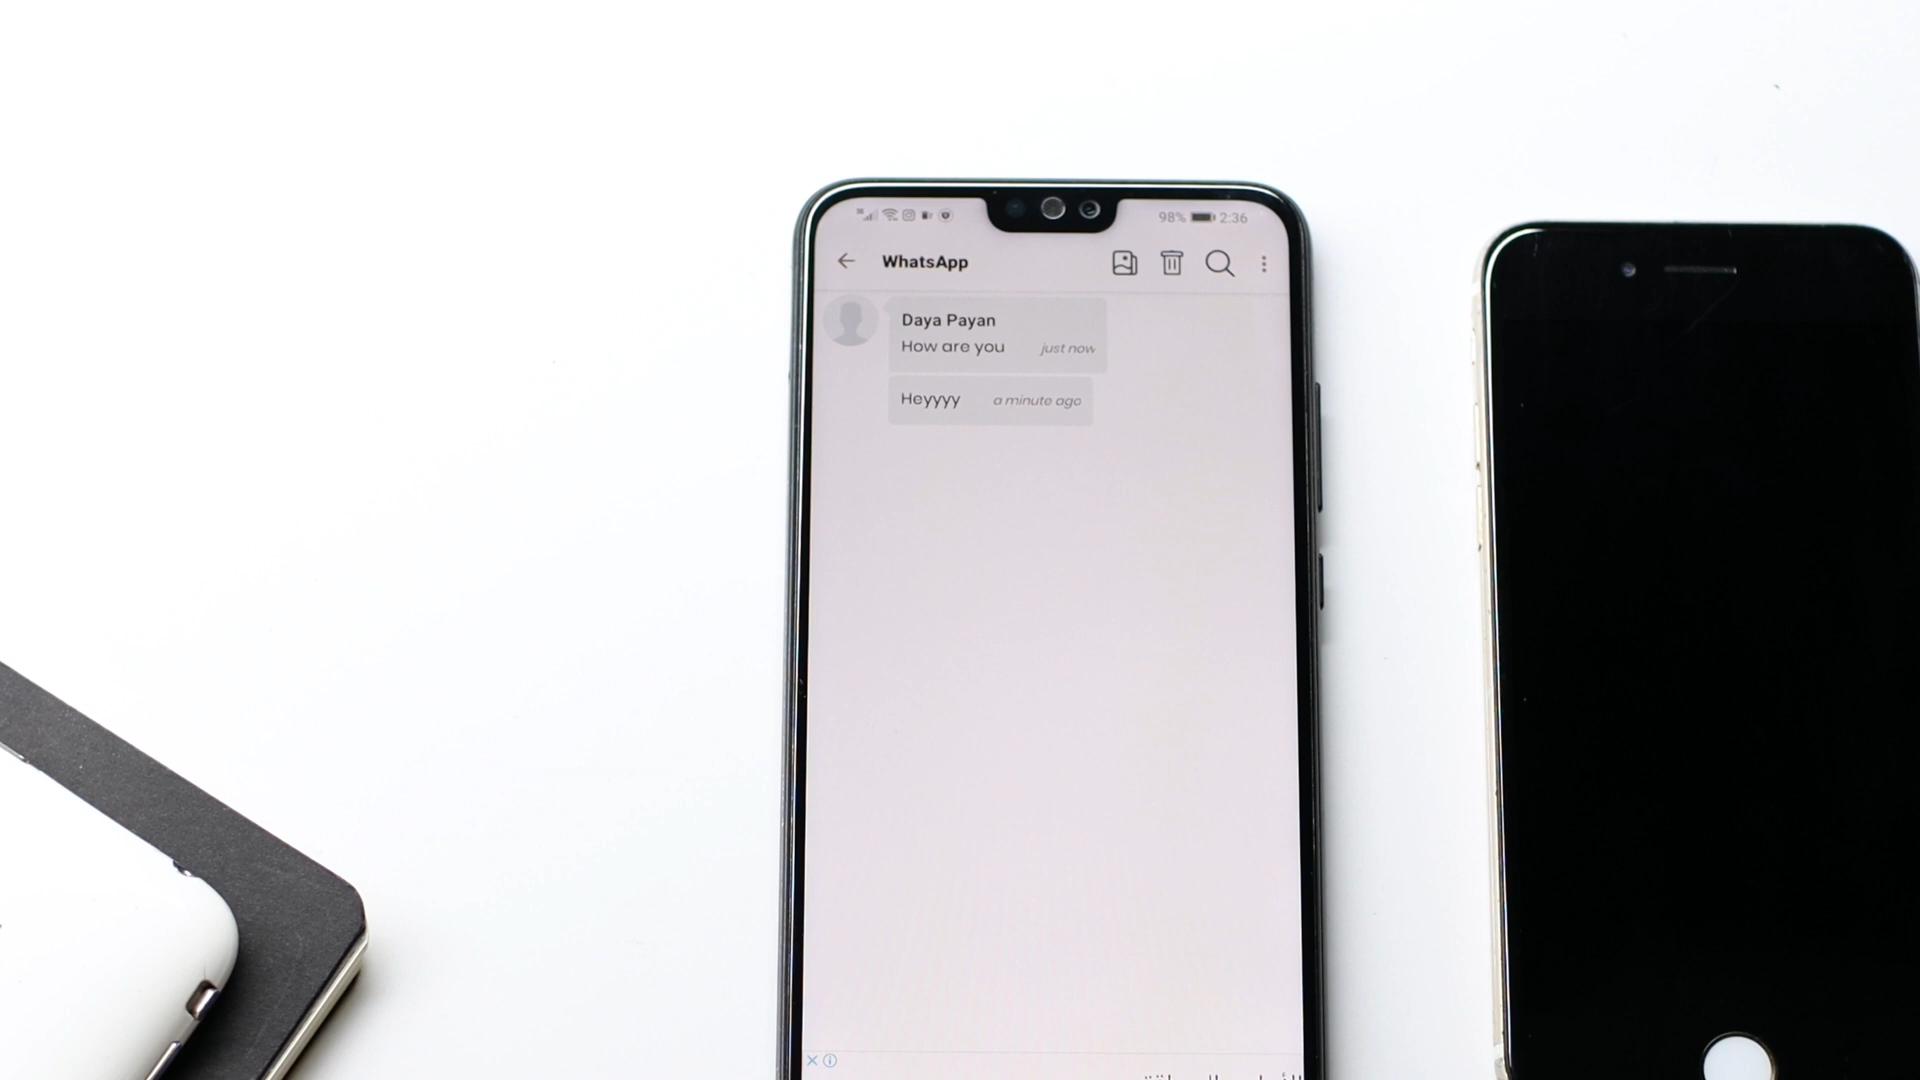 98% 2:36
WhatsApp
Daya Payan
How are you just now
Heyyyy a minute ago